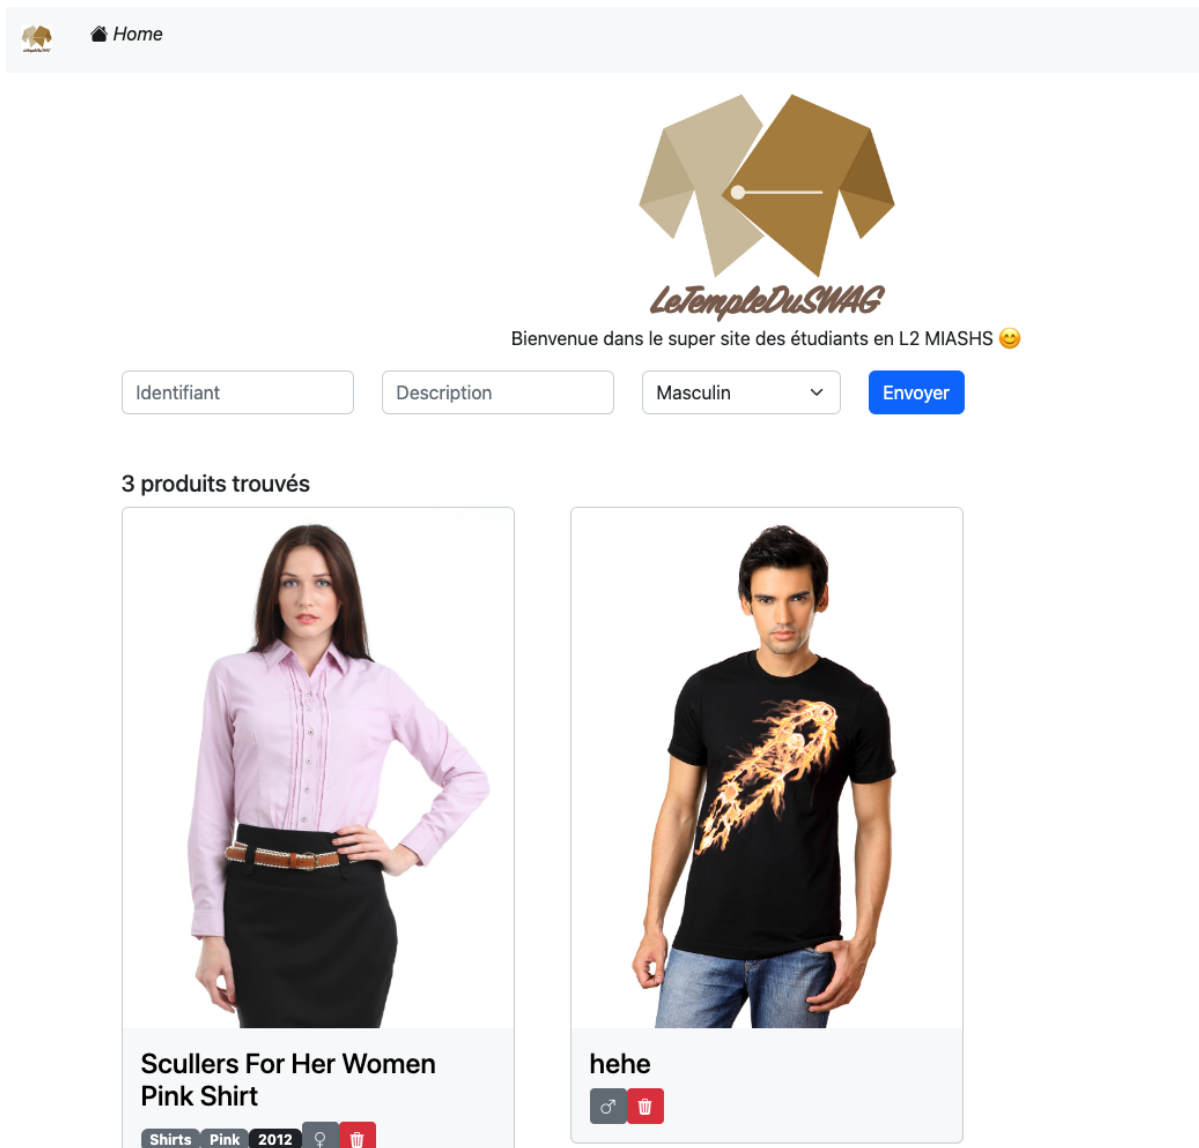 Home
LeTempleDuSWAG
Bienvenue dans le super site des étudiants en L2 MIASHS 😊
Identifiant
Description
Masculin
Envoyer
3 produits trouvés
Scullers For Her Women
Pink Shirt
Shirts Pink 2012
hehe